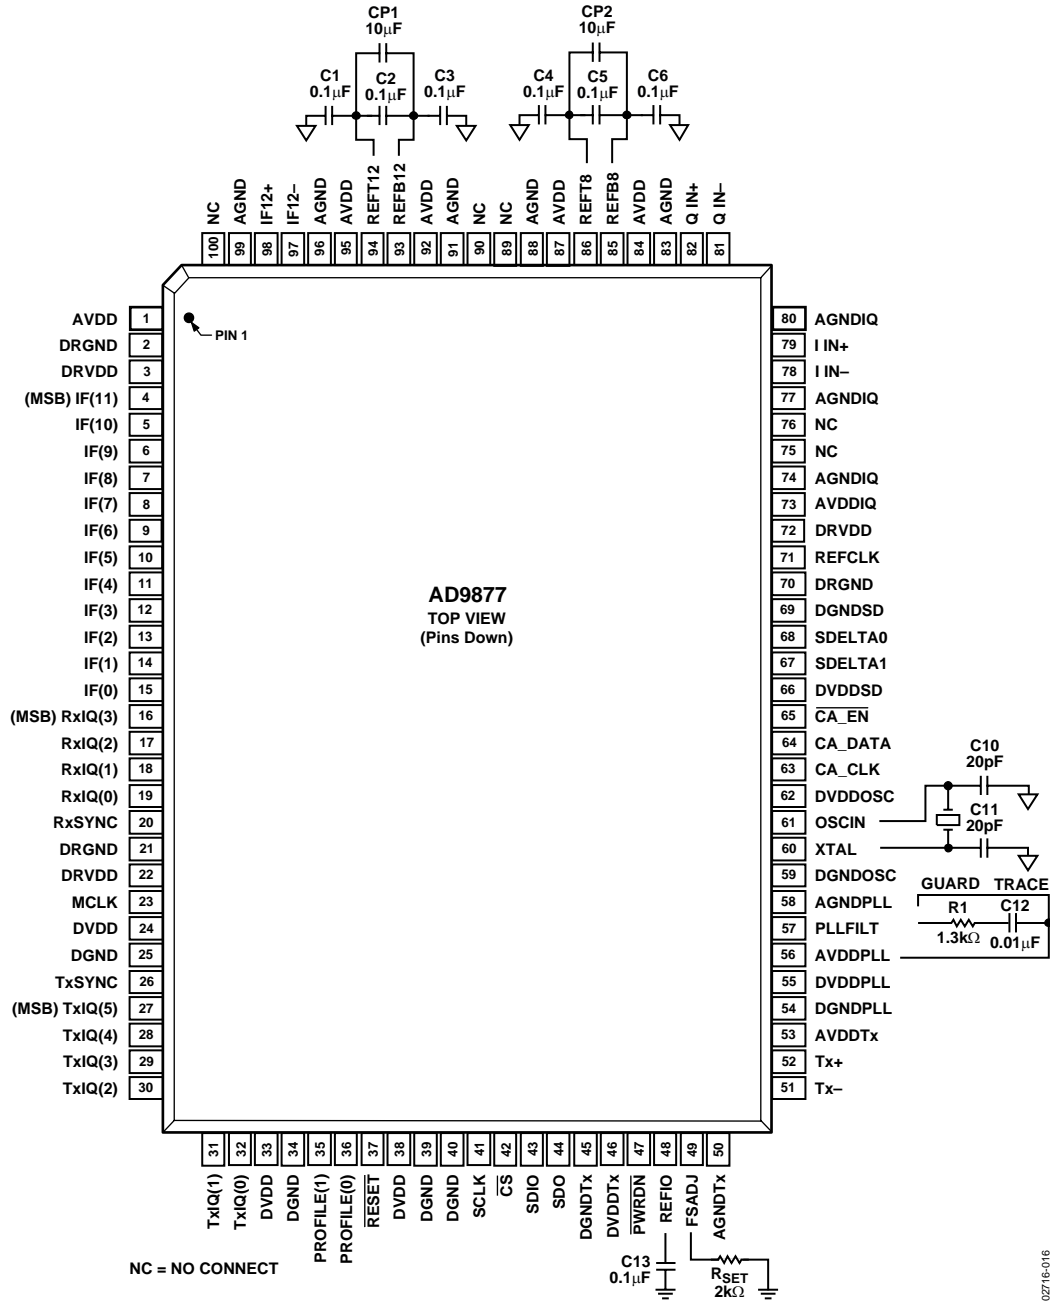 CP1
10µF
CP2
10µF
C1
0.1µF
C2
0.1µF
C3
0.1µF
C4
0.1µF
C5
0.1µF
C6
0.1µF
NC
AGND
IF12+
IF12–
AGND
AVDD
REFT12
REFB12
AVDD
AGND
NC
NC
AGND
AVDD
REFT8
REFB8
AVDD
AGND
Q IN+
Q IN–
100
99
98
97
96
95
94
93
92
91
90
89
88
87
86
85
84
83
82
81
PIN 1
AVDD 1
DRGND 2
DRVDD 3
(MSB) IF(11) 4
IF(10) 5
IF(9) 6
IF(8) 7
IF(7) 8
IF(6) 9
IF(5) 10
IF(4) 11
IF(3) 12
IF(2) 13
IF(1) 14
IF(0) 15
(MSB) RxIQ(3) 16
RxIQ(2) 17
RxIQ(1) 18
RxIQ(0) 19
RxSYNC 20
DRGND 21
DRVDD 22
MCLK 23
DVDD 24
DGND 25
TxSYNC 26
(MSB) TxIQ(5) 27
TxIQ(4) 28
TxIQ(3) 29
TxIQ(2) 30
AD9877
TOP VIEW
(Pins Down)
80 AGNDIQ
79 I IN+
78 I IN–
77 AGNDIQ
76 NC
75 NC
74 AGNDIQ
73 AVDDIQ
72 DRVDD
71 REFCLK
70 DRGND
69 DGNDSD
68 SDELTA0
67 SDELTA1
66 DVDDSD
65 CA_EN
64 CA_DATA
63 CA_CLK
62 DVDDOSC
61 OSCIN
60 XTAL
59 DGNDOSC
58 AGNDPLL
57 PLLFILT
56 AVDDPLL
55 DVDDPLL
54 DGNDPLL
53 AVDDTx
52 Tx+
51 Tx–
C10
20pF
C11
20pF
GUARD TRACE
R1
1.3kΩ
C12
0.01µF
31
32
33
34
35
36
37
38
39
40
41
42
43
44
45
46
47
48
49
50
TxIQ(1)
TxIQ(0)
DVDD
DGND
PROFILE(1)
PROFILE(0)
RESET
DVDD
DGND
DGND
SCLK
CS
SDIO
SDO
DGNDTx
DVDDTx
PWRDN
REFIO
FSADJ
AGNDTx
NC = NO CONNECT
C13
0.1µF
RSET
2kΩ
02716-016